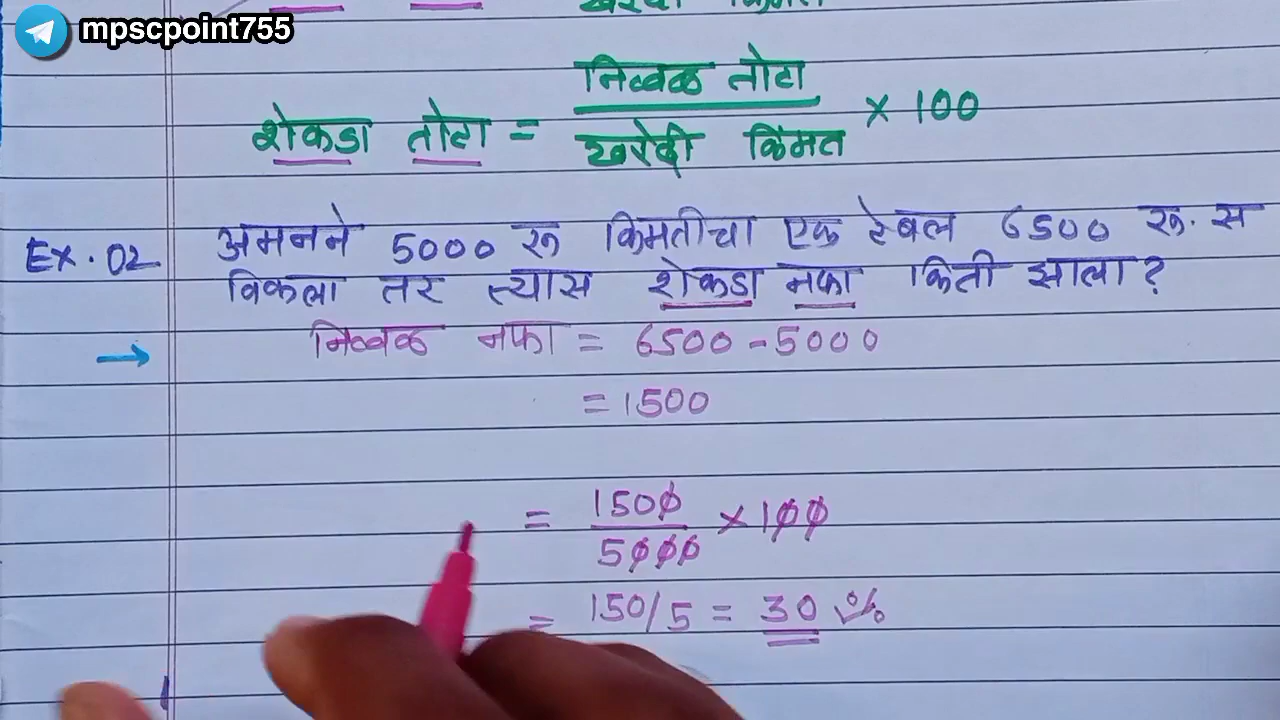 mpscpoint755
निव्वळ तोटा
शेकडा तोटा = ———— × 100
खरेदी किंमत
Ex. 02 अमनने 5000 रू किमतीचा एक टेबल 6500 रू. स
विकला तर त्यास शेकडा नफा किती झाला?
→ निव्वळ नफा = 6500 - 5000
= 1500
= 1500/5000 × 100
= 150/5 = 30 %